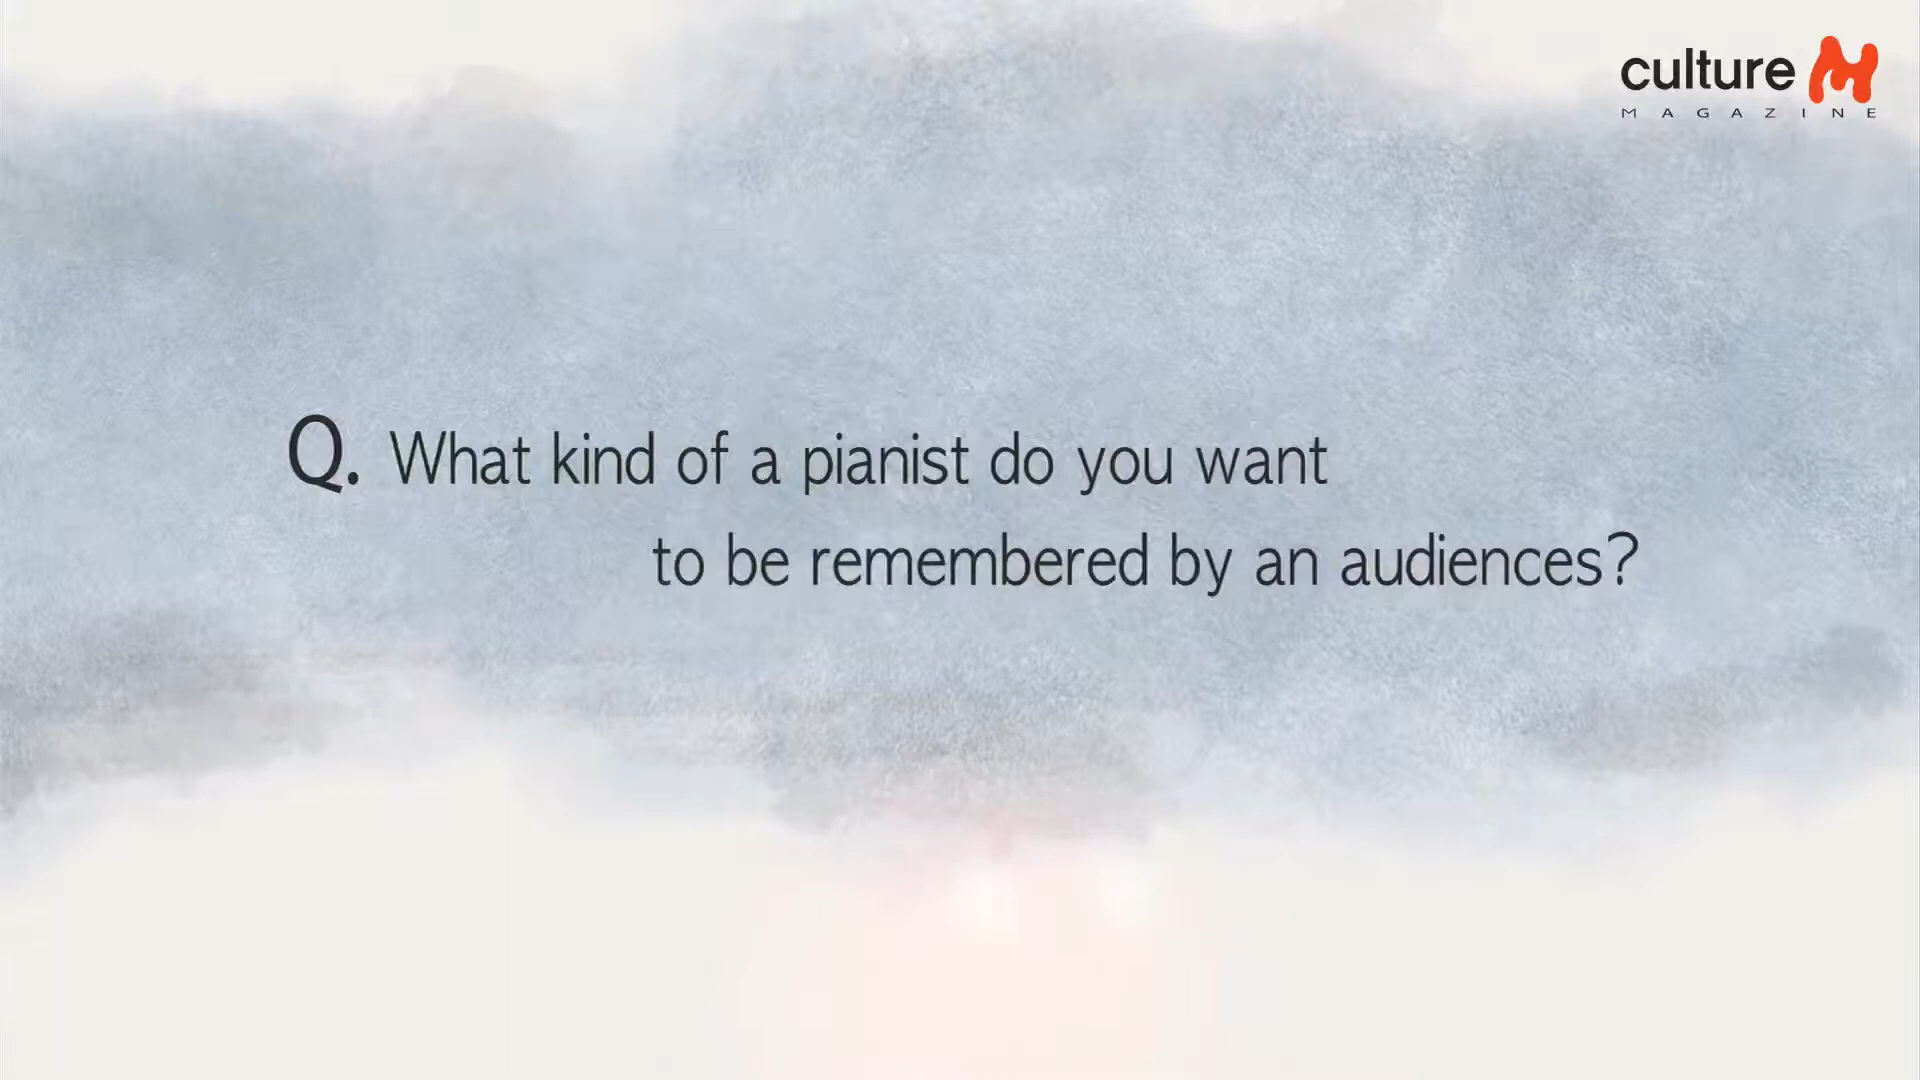 culture M
MAGAZINE
Q. What kind of a pianist do you want
to be remembered by an audiences?